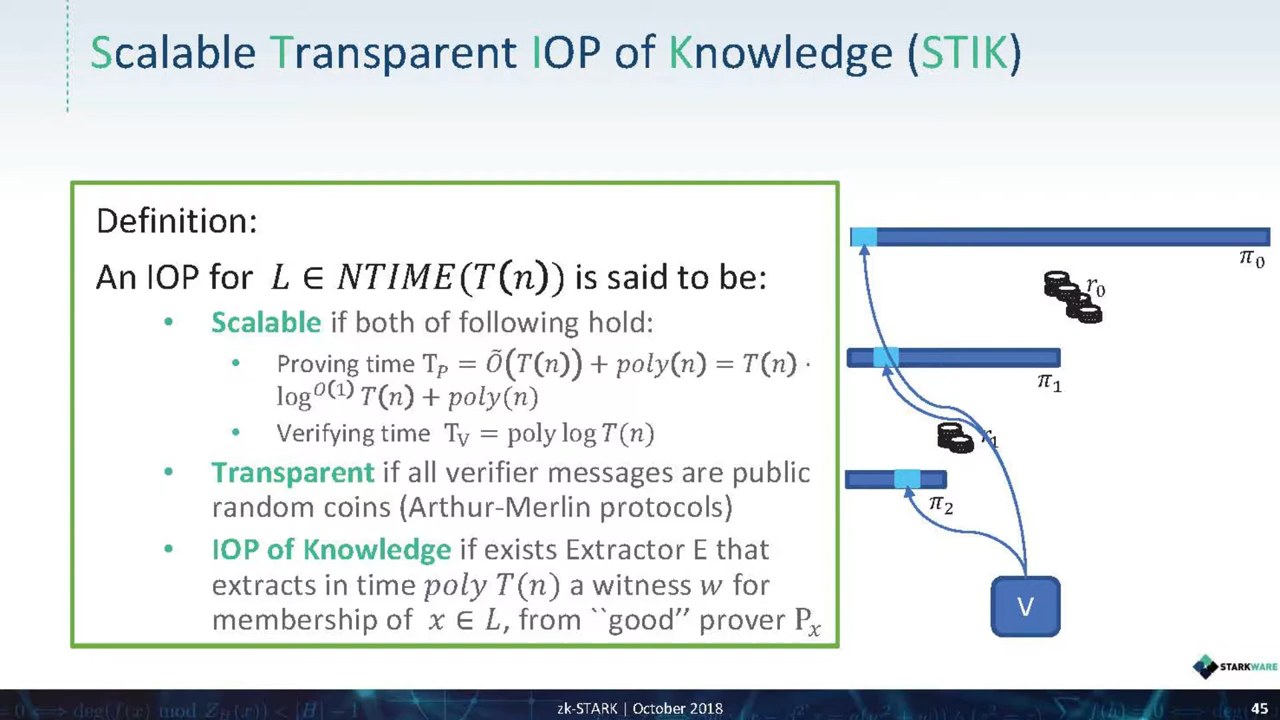 Scalable Transparent IOP of Knowledge (STIK)
Definition:
An IOP for L ∈ NTIME(T(n)) is said to be:
• Scalable if both of following hold:
• Proving time T_P = Õ(T(n)) + poly(n) = T(n) ·
log^{O(1)} T(n) + poly(n)
• Verifying time T_V = poly log T(n)
• Transparent if all verifier messages are public
random coins (Arthur-Merlin protocols)
• IOP of Knowledge if exists Extractor E that
extracts in time poly T(n) a witness w for
membership of x ∈ L, from ``good’’ prover P_x
π_0
r_0
π_1
r_1
π_2
V
STARKWARE
zk-STARK | October 2018
45